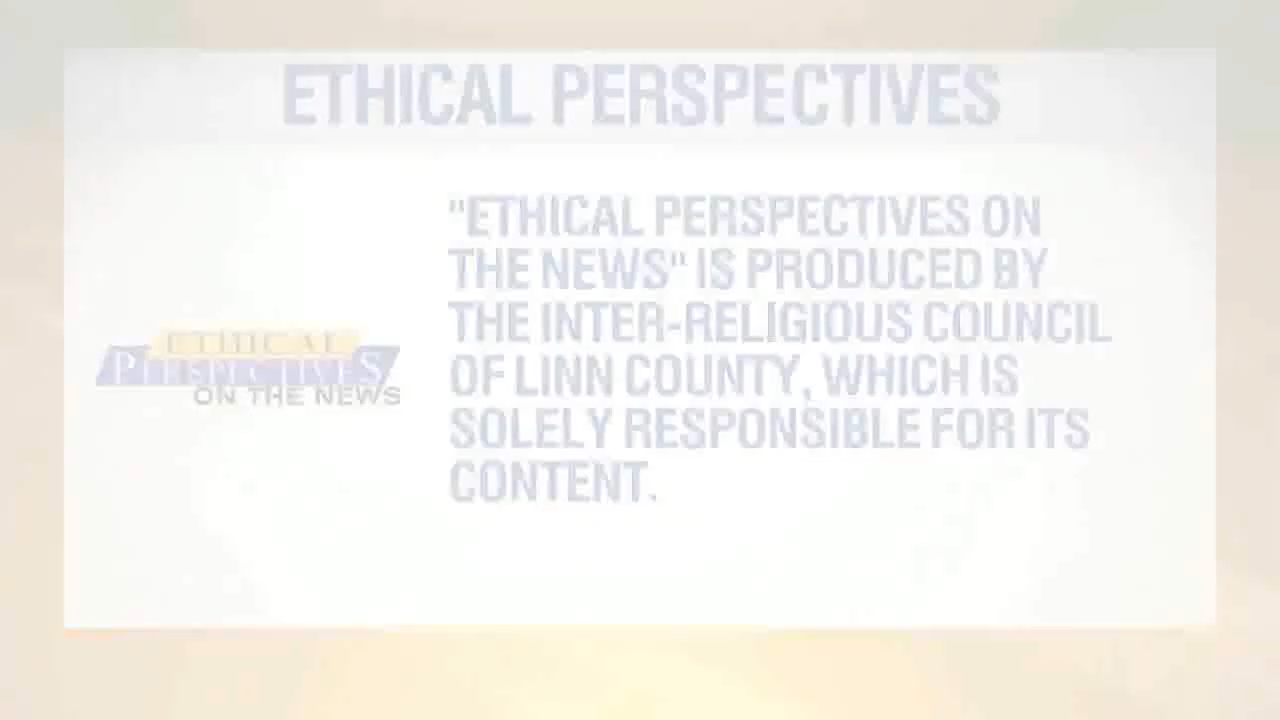 ETHICAL PERSPECTIVES
"ETHICAL PERSPECTIVES ON
THE NEWS" IS PRODUCED BY
THE INTER-RELIGIOUS COUNCIL
OF LINN COUNTY, WHICH IS
SOLELY RESPONSIBLE FOR ITS
CONTENT.
ETHICAL
PERSPECTIVES
ON THE NEWS